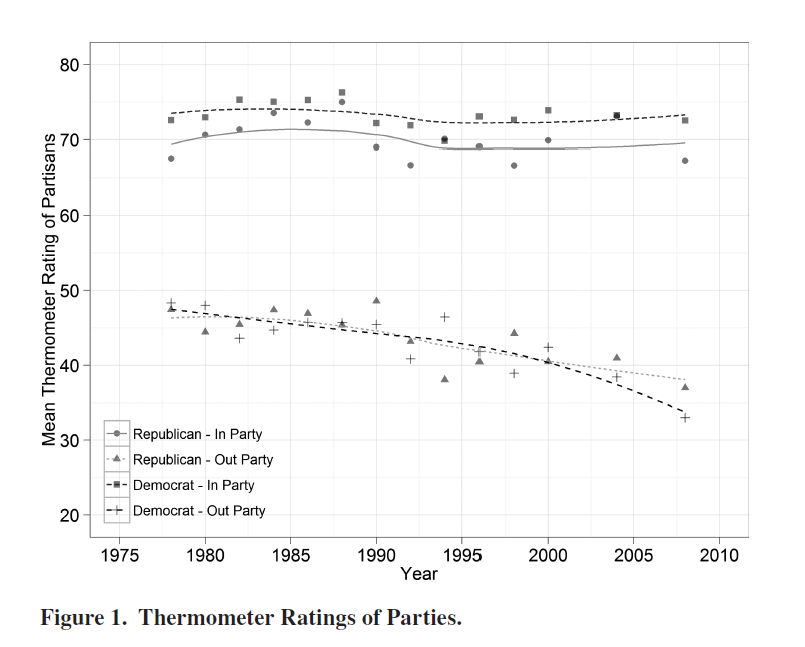 80
70
60
50
40
30
20
Mean Thermometer Rating of Partisans
Republican - In Party
Republican - Out Party
Democrat - In Party
Democrat - Out Party
1975 1980 1985 1990 1995 2000 2005 2010
Year
Figure 1. Thermometer Ratings of Parties.